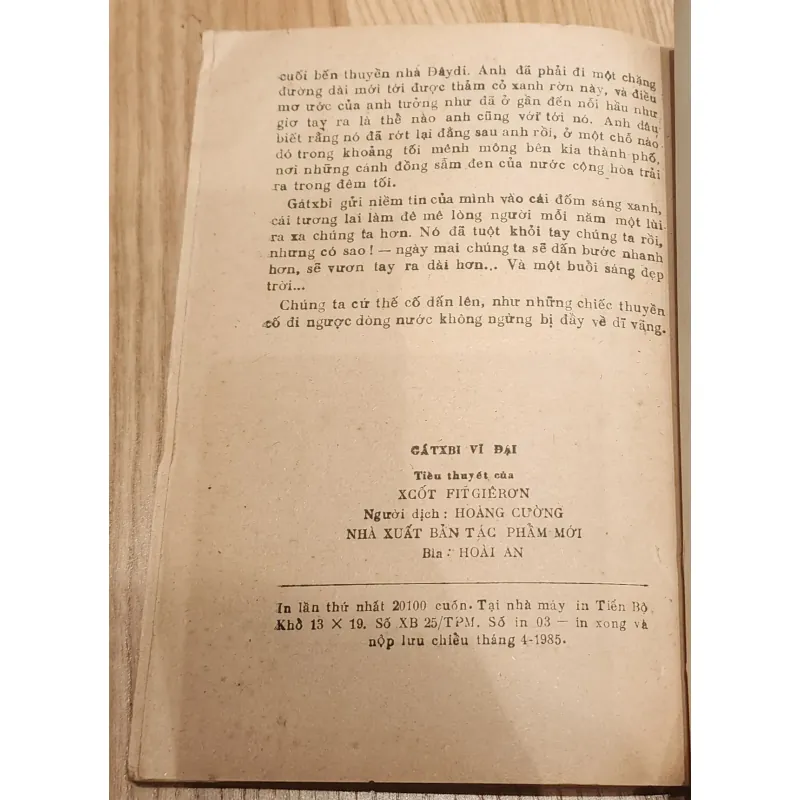 cuối bến thuyền nhà Đâydi. Anh đã phải đi một chặng
đường dài mới tới được thảm cỏ xanh rờn này, và điều
mơ ước của anh tưởng như đã ở gần đến nỗi hầu như
giơ tay ra là thế nào anh cũng với tới nó. Anh đâu
biết rằng nó đã rớt lại đằng sau anh rồi, ở một chỗ nào
đó trong khoảng tối mênh mông bên kia thành phố,
nơi những cánh đồng sẫm đen của nước cộng hòa trải
ra trong đêm tối.
Gátxbi gửi niềm tin của mình vào cái đốm sáng xanh,
cái tương lai làm đê mê lòng người mỗi năm một lùi
ra xa chúng ta hơn. Nó đã tuột khỏi tay chúng ta rồi,
nhưng có sao! — ngày mai chúng ta sẽ dấn bước nhanh
hơn, sẽ vươn tay ra dài hơn... Và một buổi sáng đẹp
trời...
Chúng ta cứ thế cố dấn lên, như những chiếc thuyền
cố đi ngược dòng nước không ngừng bị đẩy về dĩ vãng.
GÁTXBI VĨ ĐẠI
Tiểu thuyết của
XCỐT FITGIÊRƠN
Người dịch: HOÀNG CƯỜNG
NHÀ XUẤT BẢN TÁC PHẨM MỚI
Bìa: HOÀI AN
In lần thứ nhất 20100 cuốn. Tại nhà máy in Tiến Bộ
Khổ 13 × 19. Số XB 25/TPM. Số in 03 — in xong và
nộp lưu chiểu tháng 4-1985.